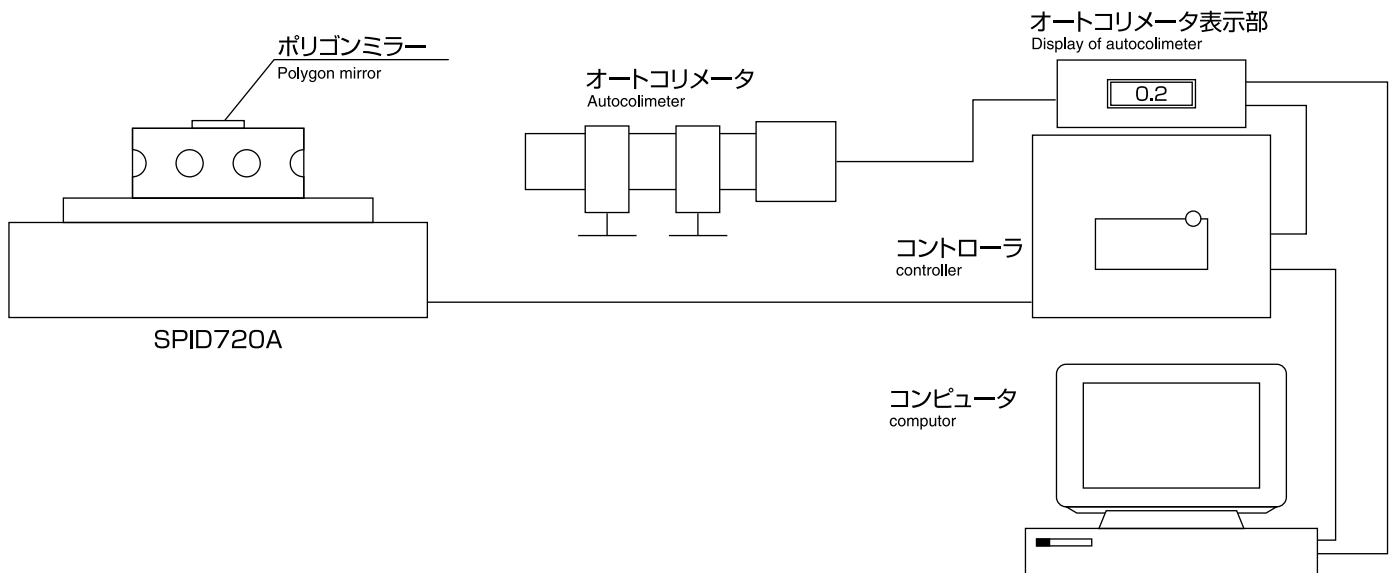 ポリゴンミラー
Polygon mirror
SPID720A
オートコリメータ
Autocolimeter
オートコリメータ表示部
Display of autocolimeter
0.2
コントローラ
controller
コンピュータ
computor